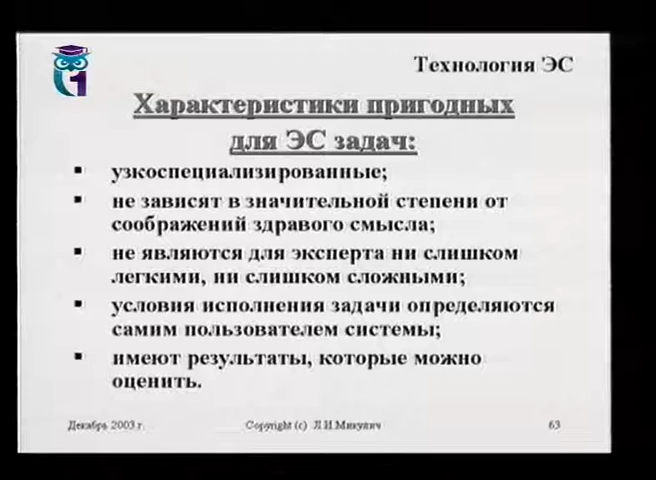 1
Технология ЭС
Характеристики пригодных
для ЭС задач:
узкоспециализированные;
не зависят в значительной степени от
соображений здравого смысла;
не являются для эксперта ни слишком
легкими, ни слишком сложными;
условия исполнения задачи определяются
самим пользователем системы;
имеют результаты, которые можно
оценить.
Декабрь 2003 г. Copyright (c) Л.И.Микулич 63